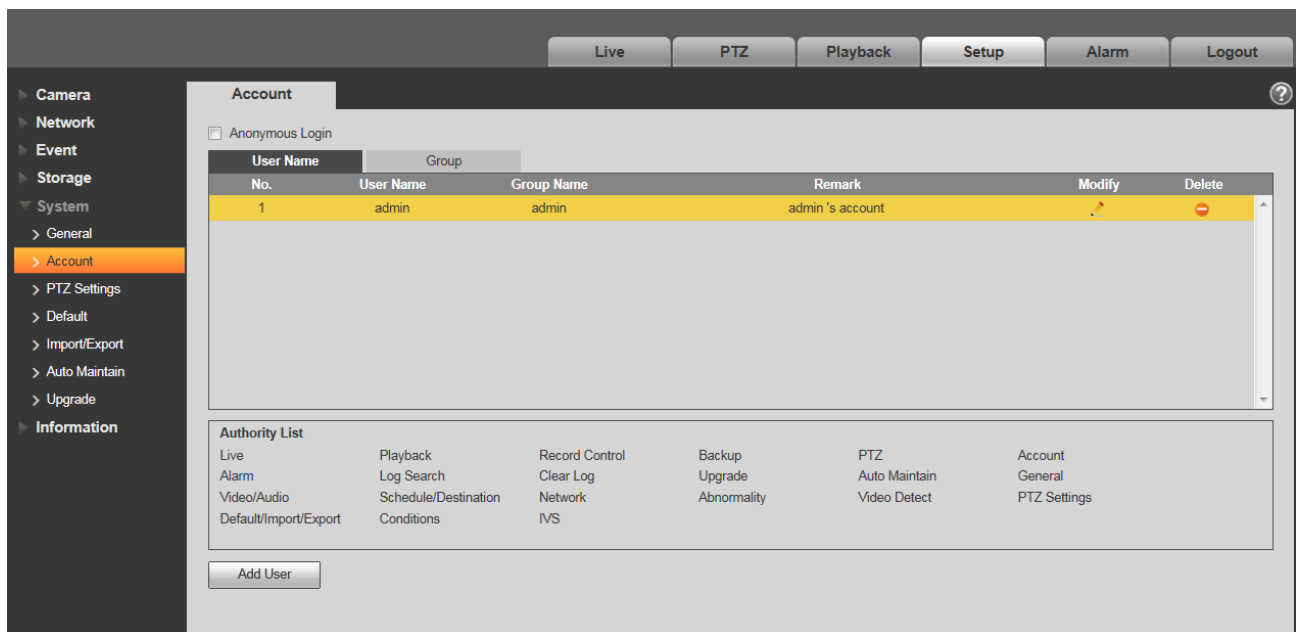 Live PTZ Playback Setup Alarm Logout
Camera
Network
Event
Storage
System
General
Account
PTZ Settings
Default
Import/Export
Auto Maintain
Upgrade
Information
Account ?
Anonymous Login
User Name Group
No. User Name Group Name Remark Modify Delete
1 admin admin admin 's account
Authority List
Live Playback Record Control Backup PTZ Account
Alarm Log Search Clear Log Upgrade Auto Maintain General
Video/Audio Schedule/Destination Network Abnormality Video Detect PTZ Settings
Default/Import/Export Conditions IVS
Add User